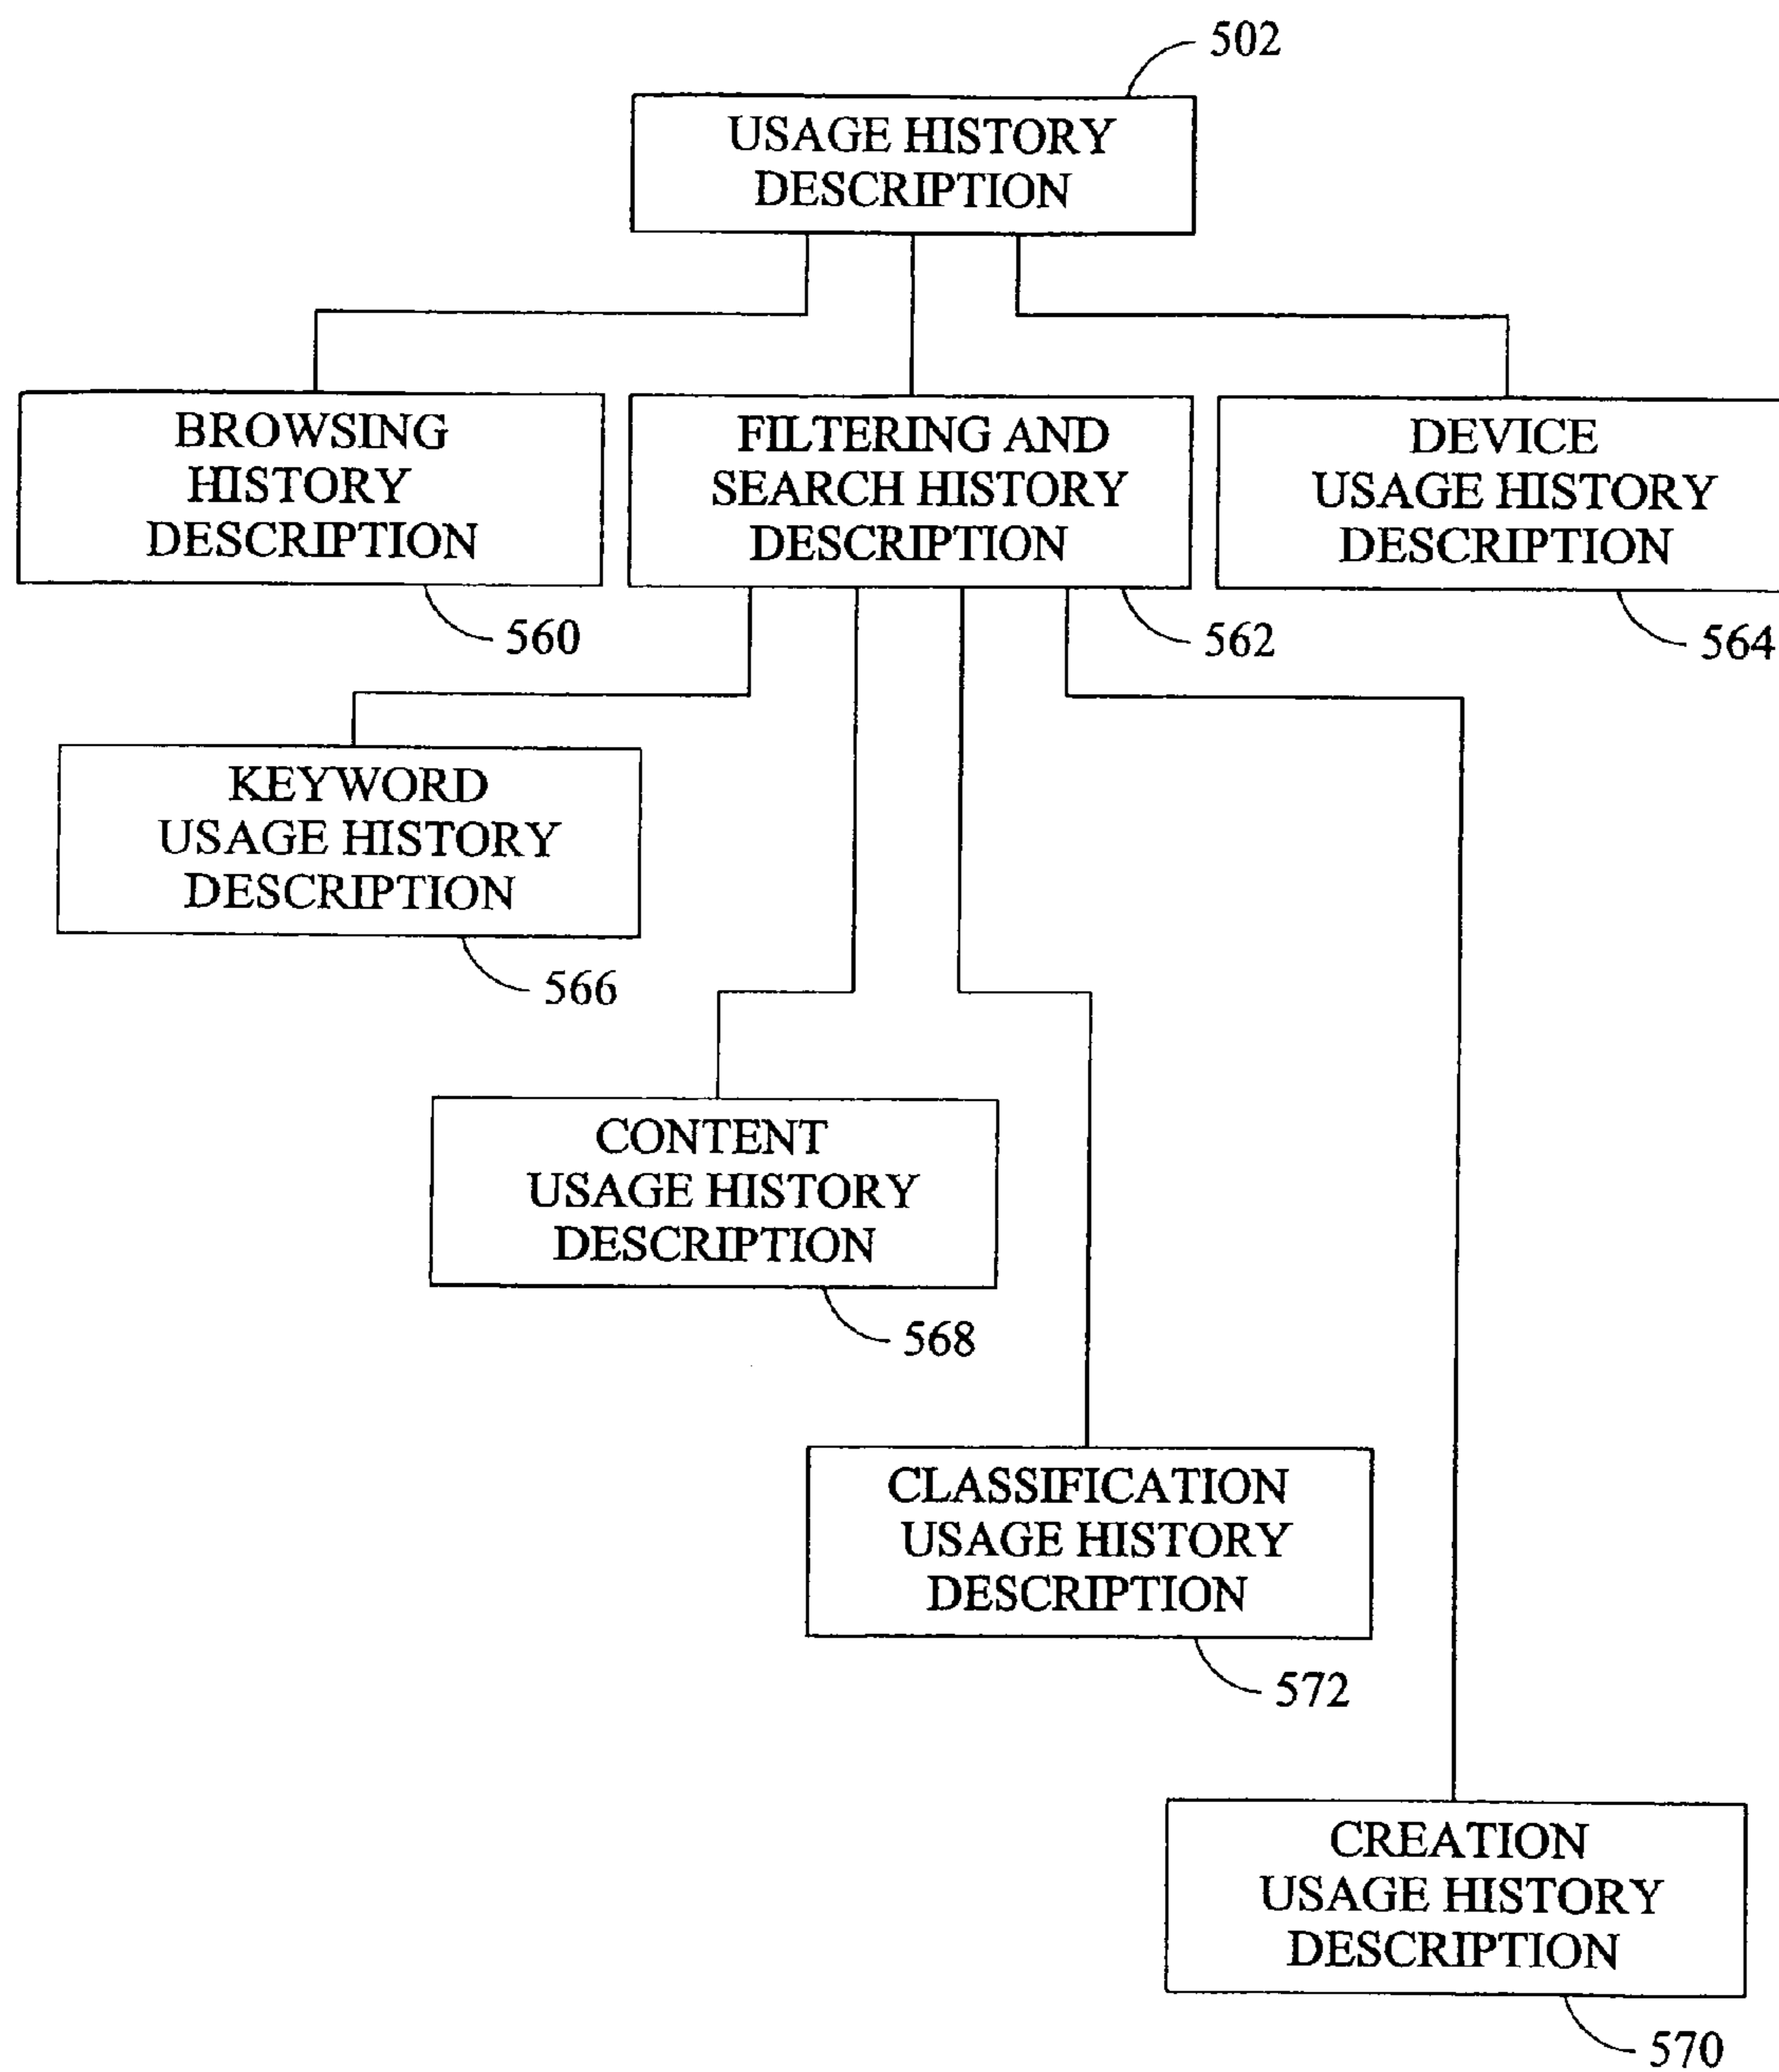 502
USAGE HISTORY
DESCRIPTION
BROWSING
HISTORY
DESCRIPTION
560
FILTERING AND
SEARCH HISTORY
DESCRIPTION
562
DEVICE
USAGE HISTORY
DESCRIPTION
564
KEYWORD
USAGE HISTORY
DESCRIPTION
566
CONTENT
USAGE HISTORY
DESCRIPTION
568
CLASSIFICATION
USAGE HISTORY
DESCRIPTION
572
CREATION
USAGE HISTORY
DESCRIPTION
570